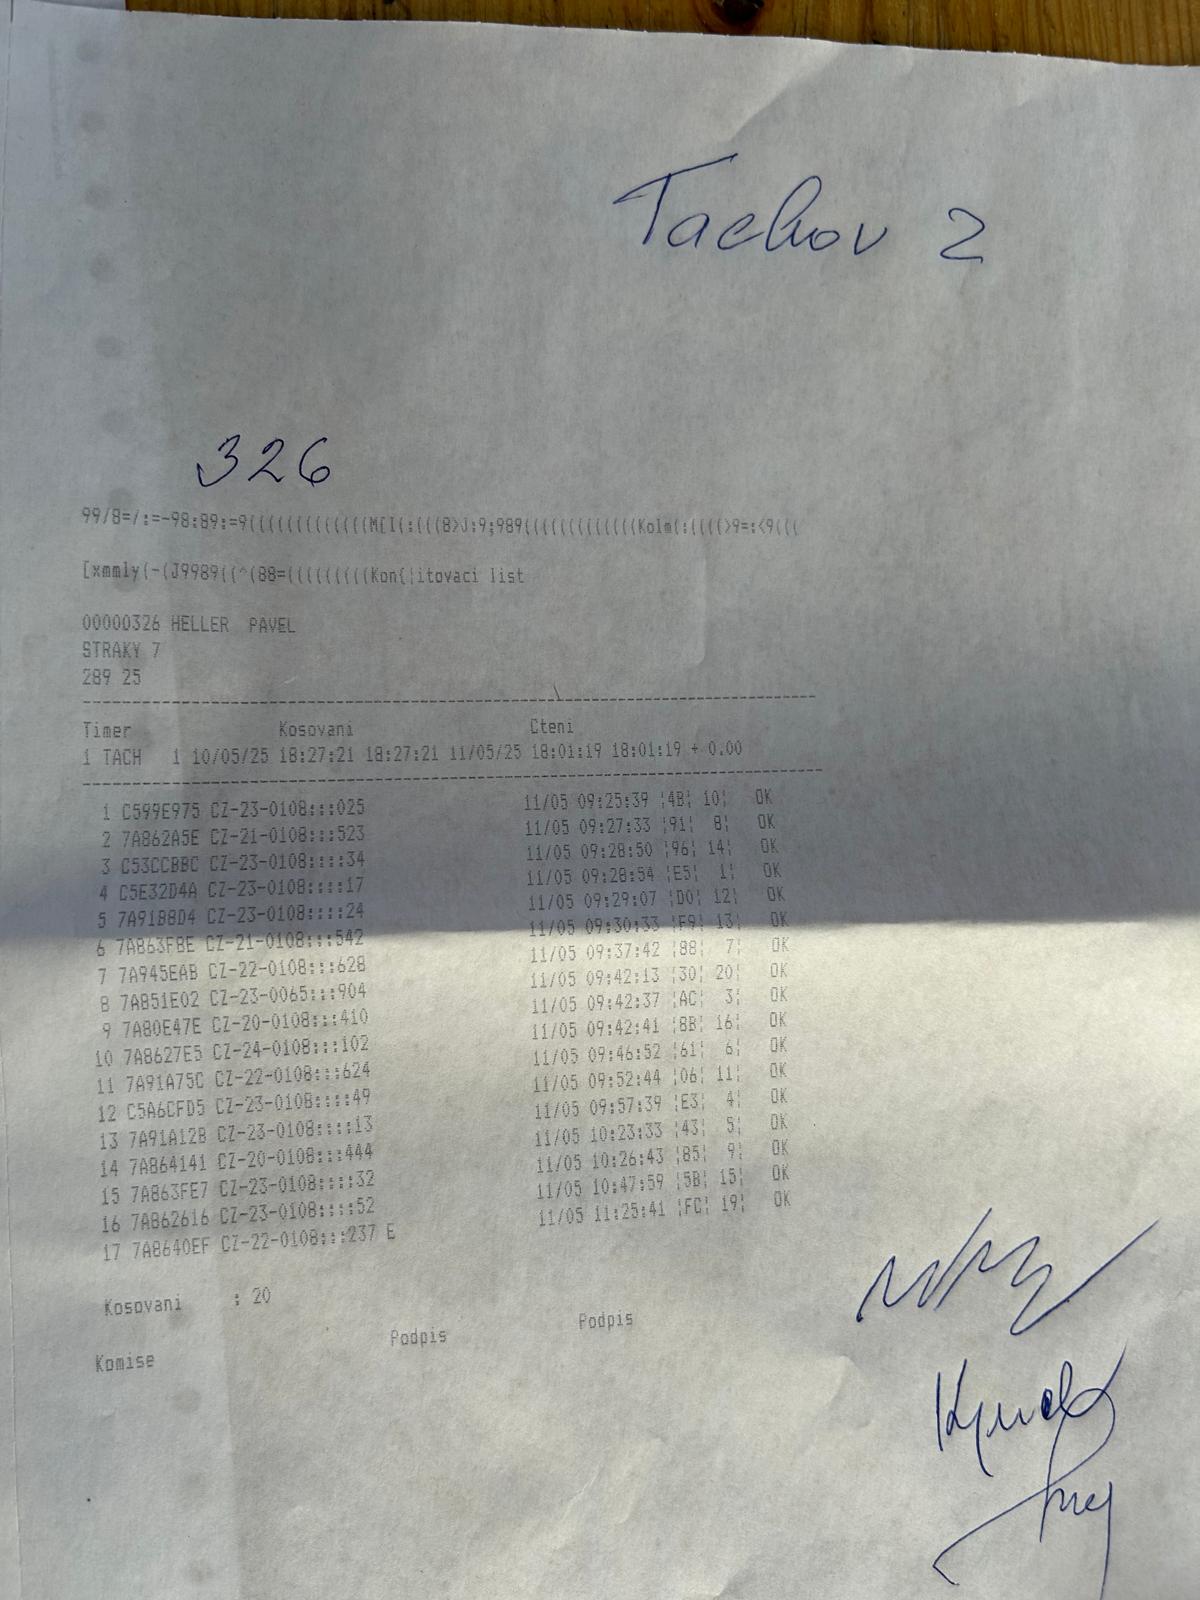 Tachov 2
326
99/8=/:=-98:89:=9(((((((((((((M[I(:(((8>J:9;989(((((((((((((Kolm(:((((>9=:<9(((
[xmmly(-(J9989((^(88=(((((((((Kon{|itovaci list
00000326 HELLER  PAVEL
STRAKY 7
289 25
Timer Kosovani Cteni
1 TACH 1 10/05/25 18:27:21 18:27:21 11/05/25 18:01:19 18:01:19 + 0.00
1 C599E975 CZ-23-0108:::025 11/05 09:25:39 ¦4B¦ 10¦ OK
2 7A862A5E CZ-21-0108:::523 11/05 09:27:33 ¦91¦ 8¦ OK
3 C53CCBBC CZ-23-0108::::34 11/05 09:28:50 ¦96¦ 14¦ OK
4 C5E32D4A CZ-23-0108::::17 11/05 09:28:54 ¦E5¦ 1¦ OK
5 7A91B8D4 CZ-23-0108::::24 11/05 09:29:07 ¦D0¦ 12¦ OK
6 7A863F8E CZ-21-0108:::542 11/05 09:30:33 ¦F9¦ 13¦ OK
7 7A945EAB CZ-22-0108:::628 11/05 09:37:42 ¦88¦ 7¦ OK
8 7A851E02 CZ-23-0065:::904 11/05 09:42:13 ¦30¦ 20¦ OK
9 7A80E47E CZ-20-0108:::410 11/05 09:42:37 ¦AC¦ 3¦ OK
10 7A8627E5 CZ-24-0108:::102 11/05 09:42:41 ¦8B¦ 16¦ OK
11 7A91A75C CZ-22-0108:::624 11/05 09:46:52 ¦61¦ 6¦ OK
12 C5A6CFD5 CZ-23-0108::::49 11/05 09:52:44 ¦06¦ 11¦ OK
13 7A91A12B CZ-23-0108::::13 11/05 09:57:39 ¦E3¦ 4¦ OK
14 7A864141 CZ-20-0108:::444 11/05 10:23:33 ¦43¦ 5¦ OK
15 7A863FE7 CZ-23-0108::::32 11/05 10:26:43 ¦85¦ 9¦ OK
16 7A862616 CZ-23-0108::::52 11/05 10:47:59 ¦5B¦ 15¦ OK
17 7A8640EF CZ-22-0108:::237 E 11/05 11:25:41 ¦FC¦ 19¦ OK
Kosovani : 20
Podpis Podpis
Komise